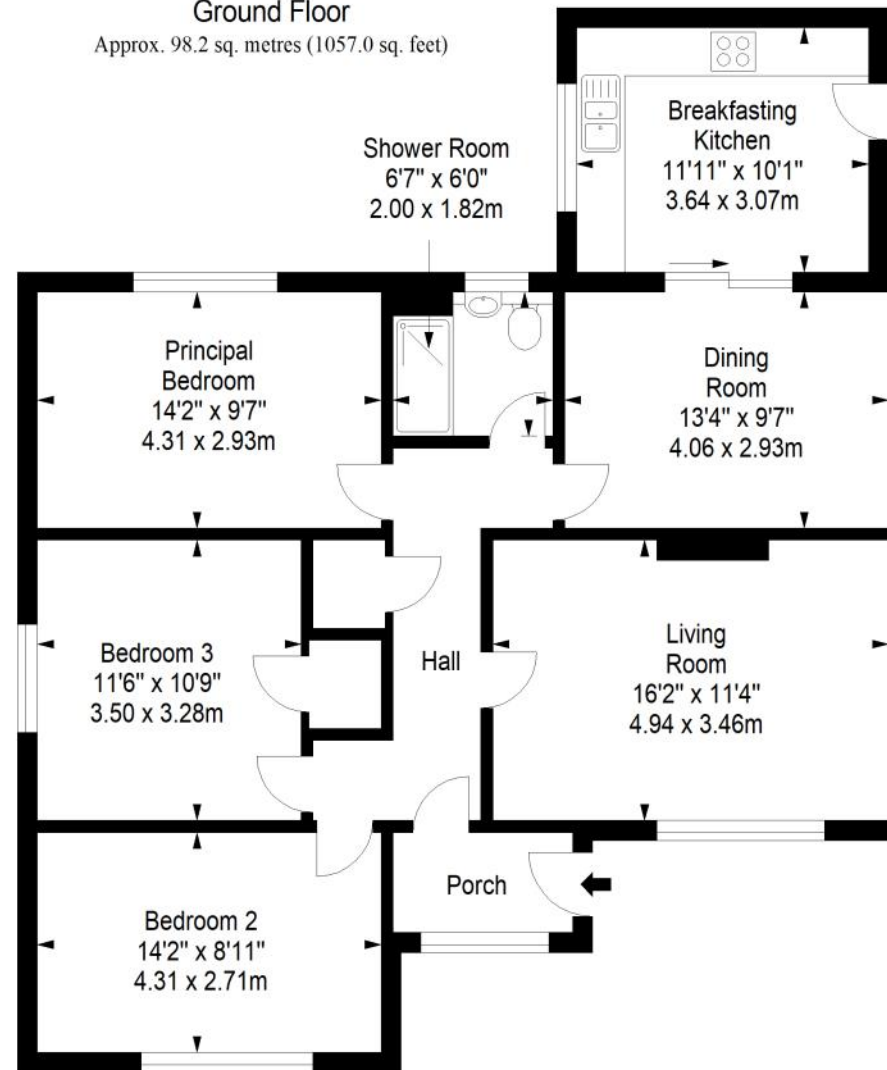 Ground Floor
Approx. 98.2 sq. metres (1057.0 sq. feet)
Breakfasting
Kitchen
11'11" x 10'1"
3.64 x 3.07m
Shower Room
6'7" x 6'0"
2.00 x 1.82m
Principal
Bedroom
14'2" x 9'7"
4.31 x 2.93m
Dining
Room
13'4" x 9'7"
4.06 x 2.93m
Bedroom 3
11'6" x 10'9"
3.50 x 3.28m
Hall
Living
Room
16'2" x 11'4"
4.94 x 3.46m
Porch
Bedroom 2
14'2" x 8'11"
4.31 x 2.71m